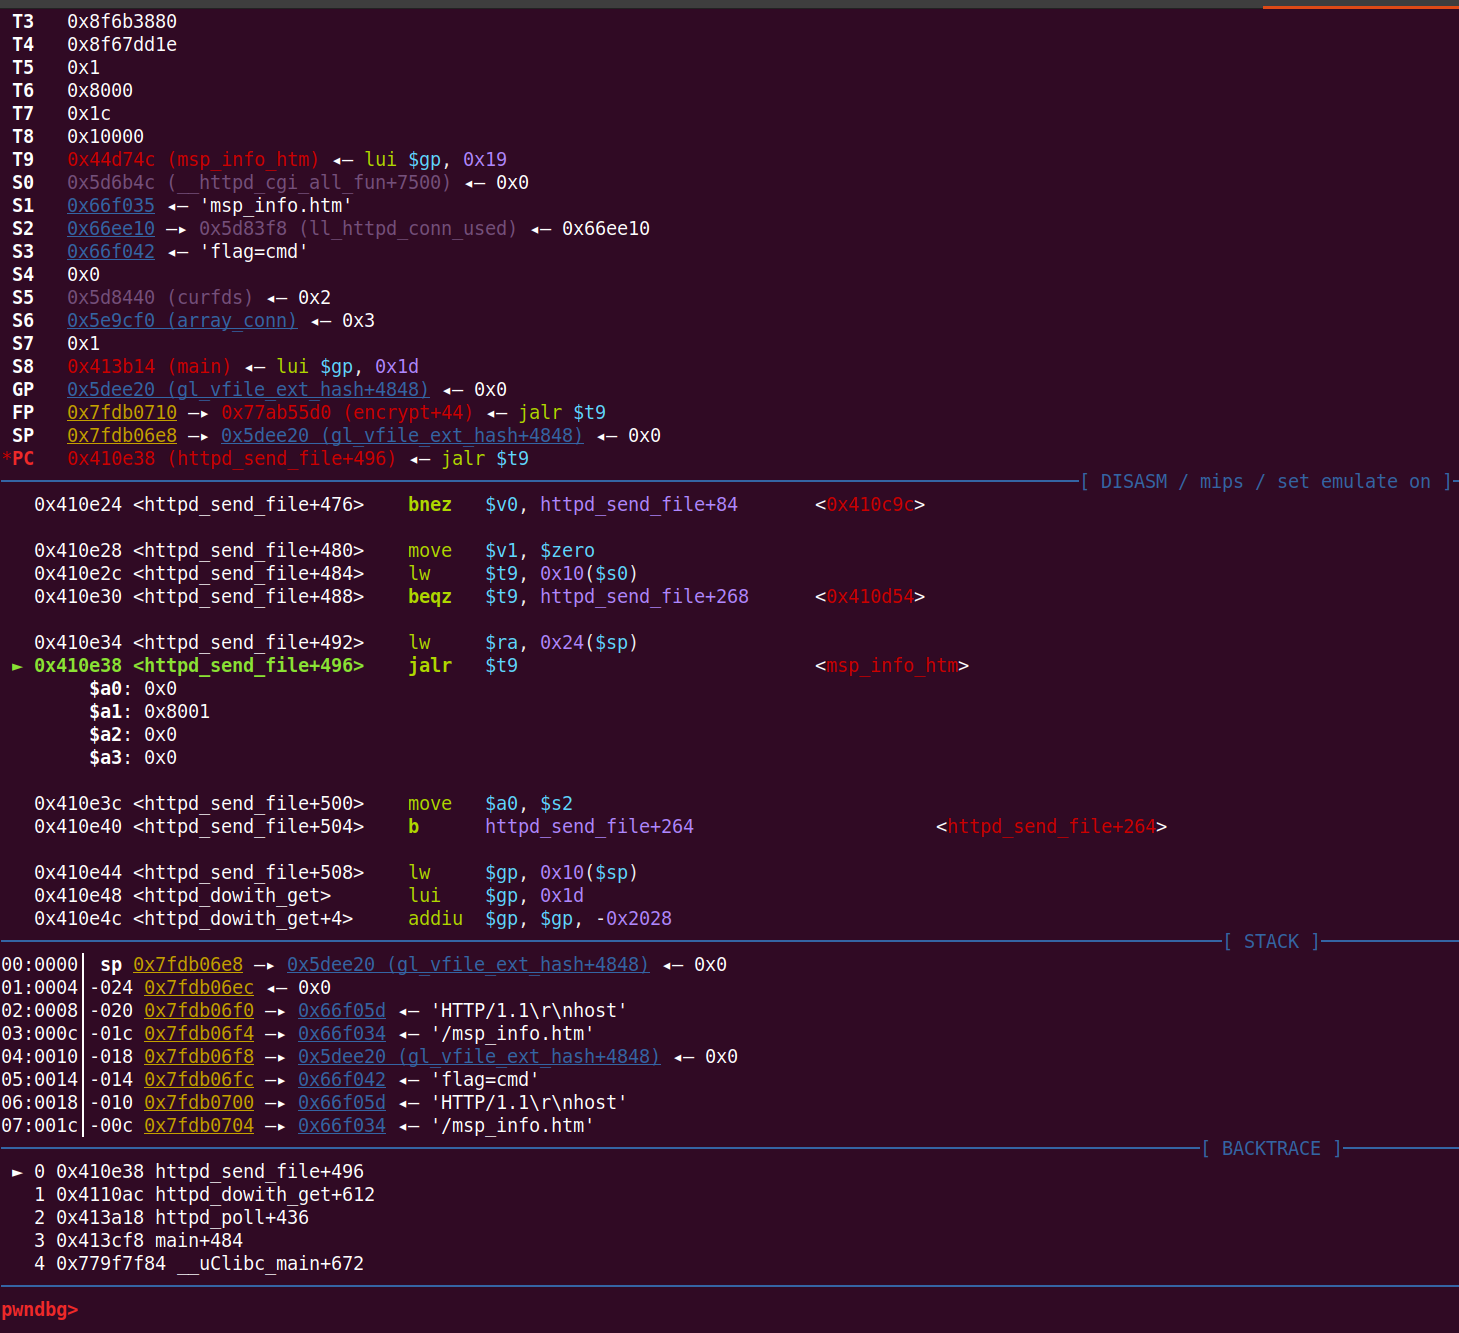 T3   0x8f6b3880
T4   0x8f67dd1e
T5   0x1
T6   0x8000
T7   0x1c
T8   0x10000
T9   0x44d74c (msp_info_htm) ◂— lui $gp, 0x19
S0   0x5d6b4c (__httpd_cgi_all_fun+7500) ◂— 0x0
S1   0x66f035 ◂— 'msp_info.htm'
S2   0x66ee10 —▸ 0x5d83f8 (ll_httpd_conn_used) ◂— 0x66ee10
S3   0x66f042 ◂— 'flag=cmd'
S4   0x0
S5   0x5d8440 (curfds) ◂— 0x2
S6   0x5e9cf0 (array_conn) ◂— 0x3
S7   0x1
S8   0x413b14 (main) ◂— lui $gp, 0x1d
GP   0x5dee20 (gl_vfile_ext_hash+4848) ◂— 0x0
FP   0x7fdb0710 —▸ 0x77ab55d0 (encrypt+44) ◂— jalr $t9
SP   0x7fdb06e8 —▸ 0x5dee20 (gl_vfile_ext_hash+4848) ◂— 0x0
*PC   0x410e38 (httpd_send_file+496) ◂— jalr $t9
[ DISASM / mips / set emulate on ]
0x410e24 <httpd_send_file+476>    bnez   $v0, httpd_send_file+84       <0x410c9c>
0x410e28 <httpd_send_file+480>    move   $v1, $zero
0x410e2c <httpd_send_file+484>    lw     $t9, 0x10($s0)
0x410e30 <httpd_send_file+488>    beqz   $t9, httpd_send_file+268      <0x410d54>
0x410e34 <httpd_send_file+492>    lw     $ra, 0x24($sp)
► 0x410e38 <httpd_send_file+496>    jalr   $t9                           <msp_info_htm>
$a0: 0x0
$a1: 0x8001
$a2: 0x0
$a3: 0x0
0x410e3c <httpd_send_file+500>    move   $a0, $s2
0x410e40 <httpd_send_file+504>    b      httpd_send_file+264                      <httpd_send_file+264>
0x410e44 <httpd_send_file+508>    lw     $gp, 0x10($sp)
0x410e48 <httpd_dowith_get>       lui    $gp, 0x1d
0x410e4c <httpd_dowith_get+4>     addiu  $gp, $gp, -0x2028
[ STACK ]
00:0000│ sp 0x7fdb06e8 —▸ 0x5dee20 (gl_vfile_ext_hash+4848) ◂— 0x0
01:0004│-024 0x7fdb06ec ◂— 0x0
02:0008│-020 0x7fdb06f0 —▸ 0x66f05d ◂— 'HTTP/1.1\r\nhost'
03:000c│-01c 0x7fdb06f4 —▸ 0x66f034 ◂— '/msp_info.htm'
04:0010│-018 0x7fdb06f8 —▸ 0x5dee20 (gl_vfile_ext_hash+4848) ◂— 0x0
05:0014│-014 0x7fdb06fc —▸ 0x66f042 ◂— 'flag=cmd'
06:0018│-010 0x7fdb0700 —▸ 0x66f05d ◂— 'HTTP/1.1\r\nhost'
07:001c│-00c 0x7fdb0704 —▸ 0x66f034 ◂— '/msp_info.htm'
[ BACKTRACE ]
► 0 0x410e38 httpd_send_file+496
1 0x4110ac httpd_dowith_get+612
2 0x413a18 httpd_poll+436
3 0x413cf8 main+484
4 0x779f7f84 __uClibc_main+672
pwndbg>